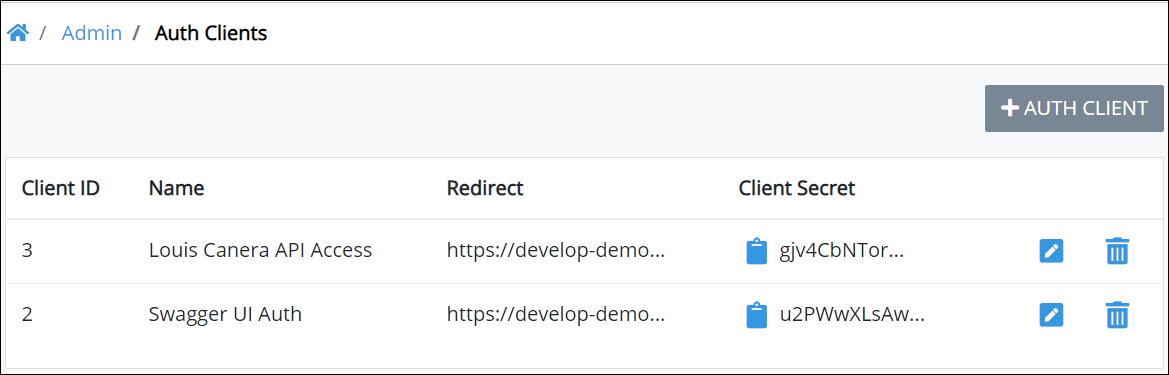 / Admin / Auth Clients
AUTH CLIENT
Client ID Name Redirect Client Secret
3 Louis Canera API Access https://develop-demo... gjv4CbNTor...
2 Swagger UI Auth https://develop-demo... u2PWwXLsAw...